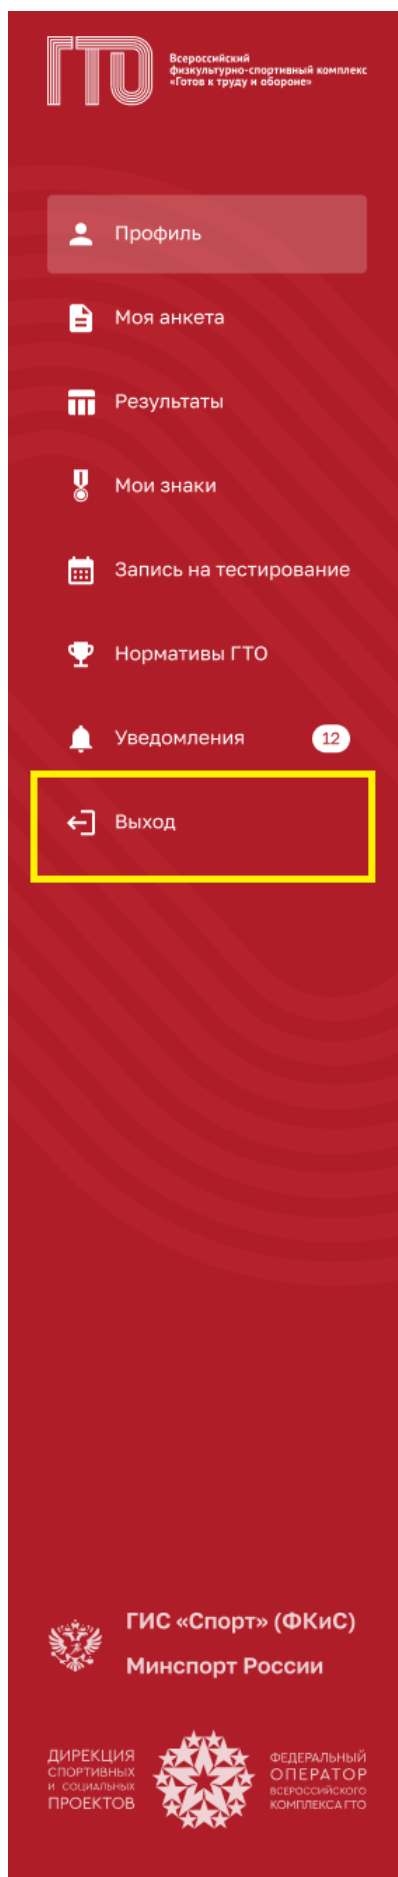 ГТО
Всероссийский
физкультурно-спортивный комплекс
«Готов к труду и обороне»
Профиль
Моя анкета
Результаты
Мои знаки
Запись на тестирование
Нормативы ГТО
Уведомления 12
Выход
ГИС «Спорт» (ФКиС)
Минспорт России
ДИРЕКЦИЯ
СПОРТИВНЫХ
И СОЦИАЛЬНЫХ
ПРОЕКТОВ
ФЕДЕРАЛЬНЫЙ
ОПЕРАТОР
ВСЕРОССИЙСКОГО
КОМПЛЕКСА ГТО